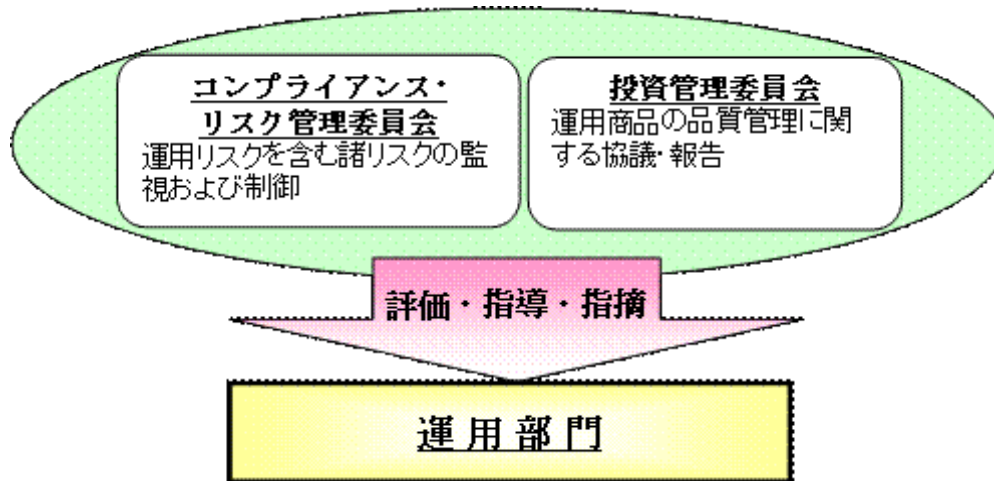 コンプライアンス・
リスク管理委員会
運用リスクを含む諸リスクの監
視および制御
投資管理委員会
運用商品の品質管理に関
する協議・報告
評価・指導・指摘
運用部門